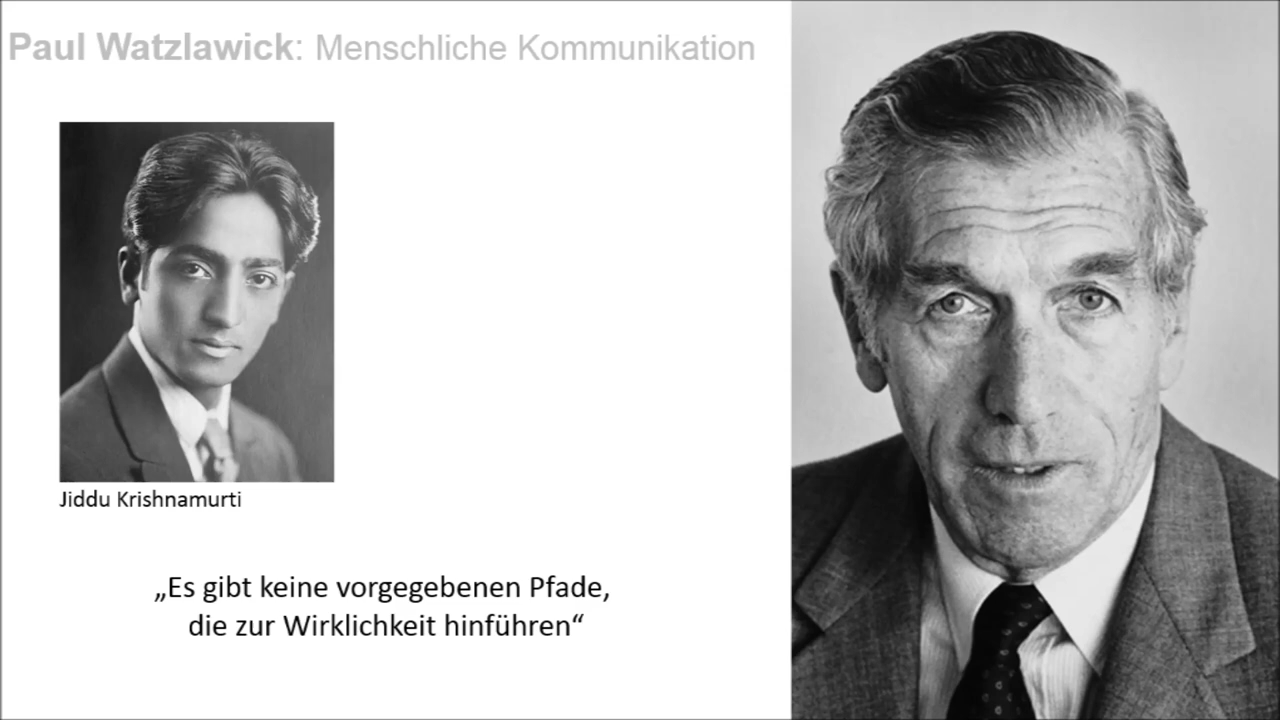 Paul Watzlawick: Menschliche Kommunikation
Jiddu Krishnamurti
„Es gibt keine vorgegebenen Pfade,
die zur Wirklichkeit hinführen“